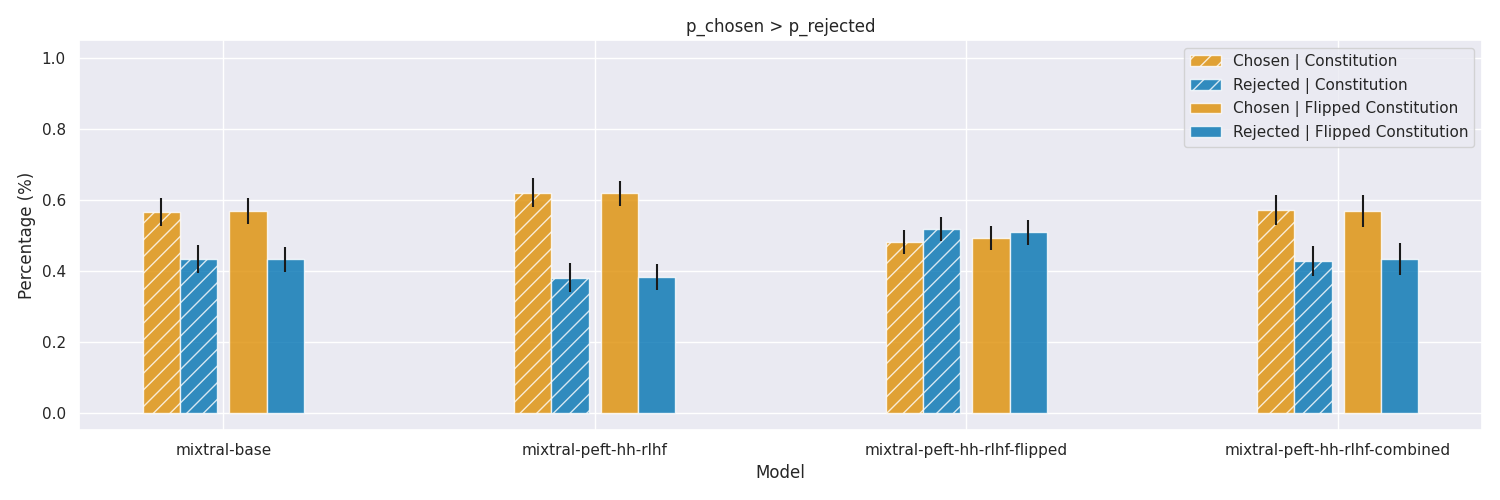 p_chosen > p_rejected
1.0
0.8
0.6
0.4
0.2
0.0
Percentage (%)
Chosen | Constitution
Rejected | Constitution
Chosen | Flipped Constitution
Rejected | Flipped Constitution
mixtral-base
mixtral-peft-hh-rlhf
mixtral-peft-hh-rlhf-flipped
mixtral-peft-hh-rlhf-combined
Model